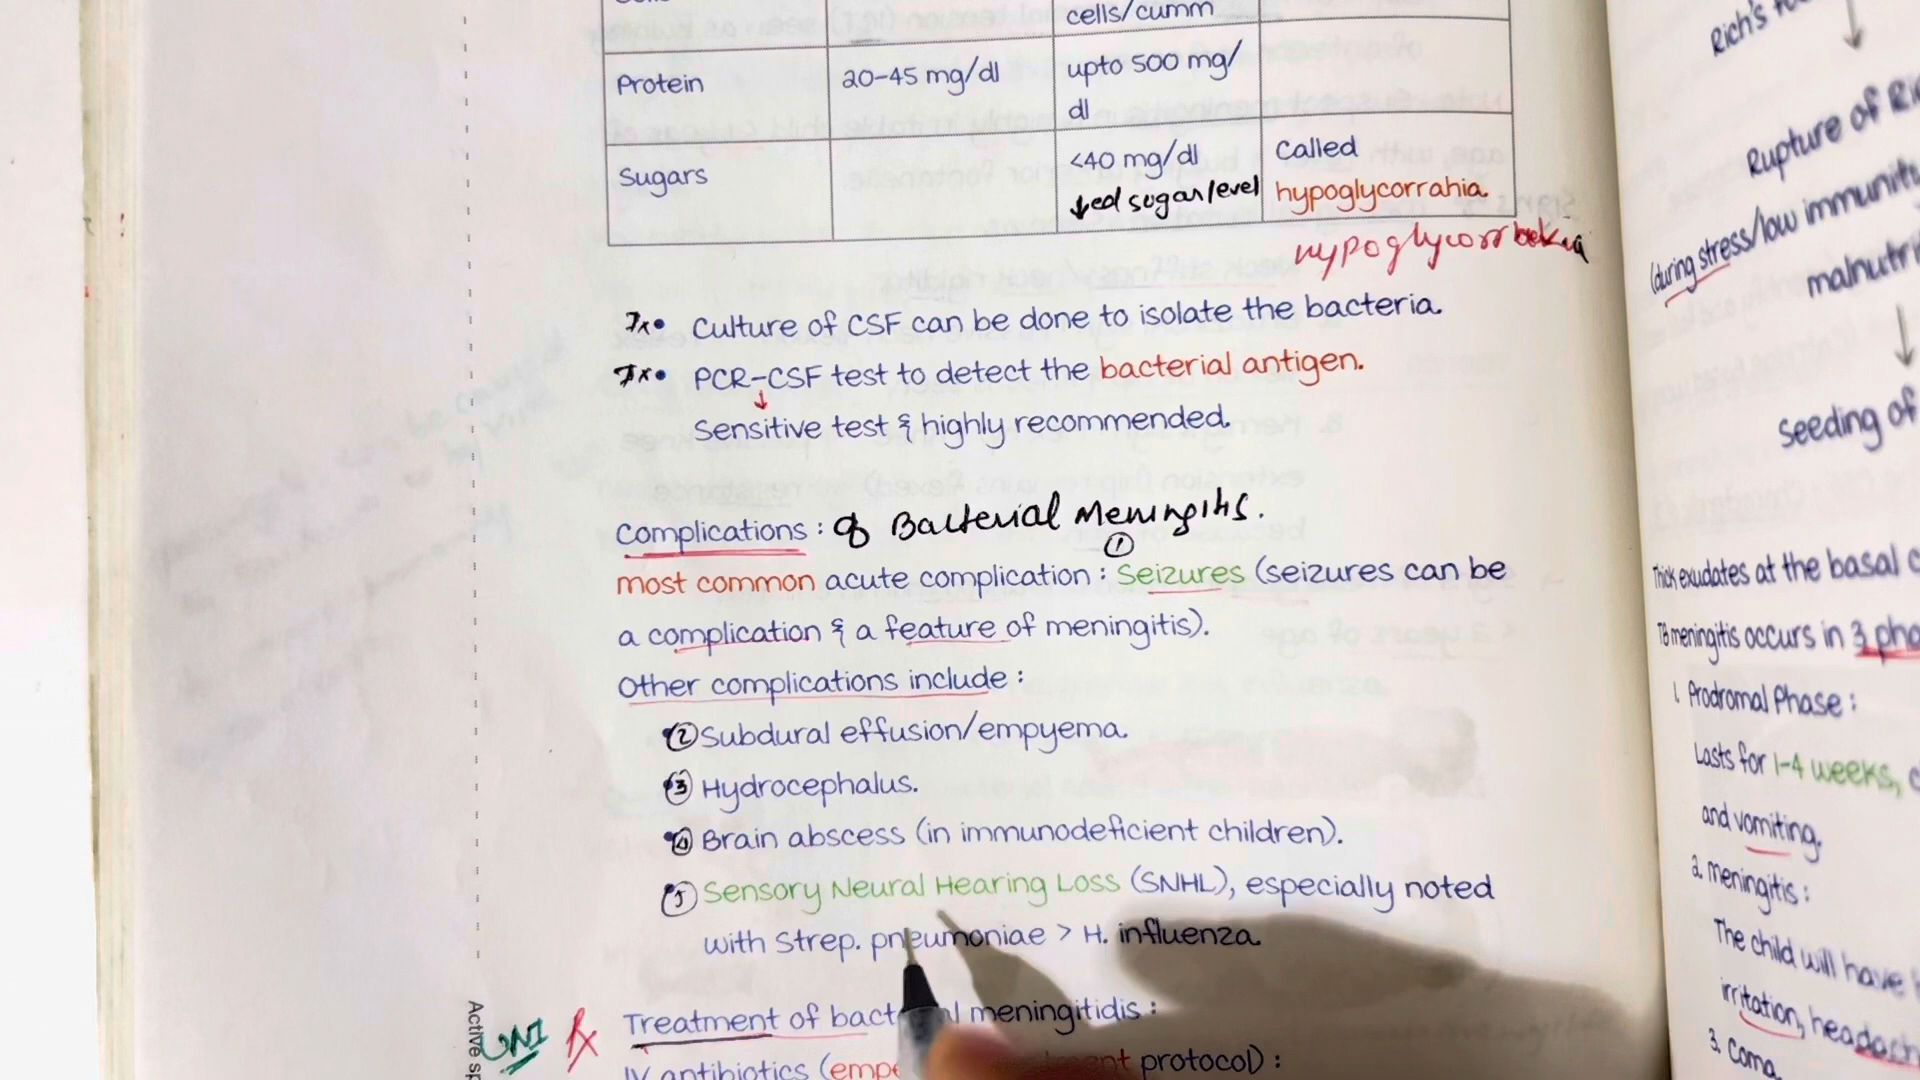 cells/cumm
Protein 20-45 mg/dl upto 500 mg/
dl
Sugars <40 mg/dl Called
↓ed sugar level hypoglycorrahia.
Culture of CSF can be done to isolate the bacteria.
PCR-CSF test to detect the bacterial antigen.
↓
Sensitive test & highly recommended.
Complications : of Bacterial Meningitis.
①
most common acute complication : Seizures (seizures can be
a complication & a feature of meningitis).
Other complications include :
② Subdural effusion/empyema.
③ Hydrocephalus.
④ Brain abscess (in immunodeficient children).
⑤ Sensory Neural Hearing Loss (SNHL), especially noted
with Strep. pneumoniae > H. influenza.
UNI Rx Treatment of meningitidis :
IV antibiotics protocol) :
Active
Rich's
↓
Rupture of
(during stress/low immunity
↓
seeding of
Thick exudates at the basal
TB meningitis occurs in 3
1. Prodromal Phase :
Lasts for 1-4 weeks,
and vomiting.
2. meningitis :
The child will have
irritation,
3. Coma